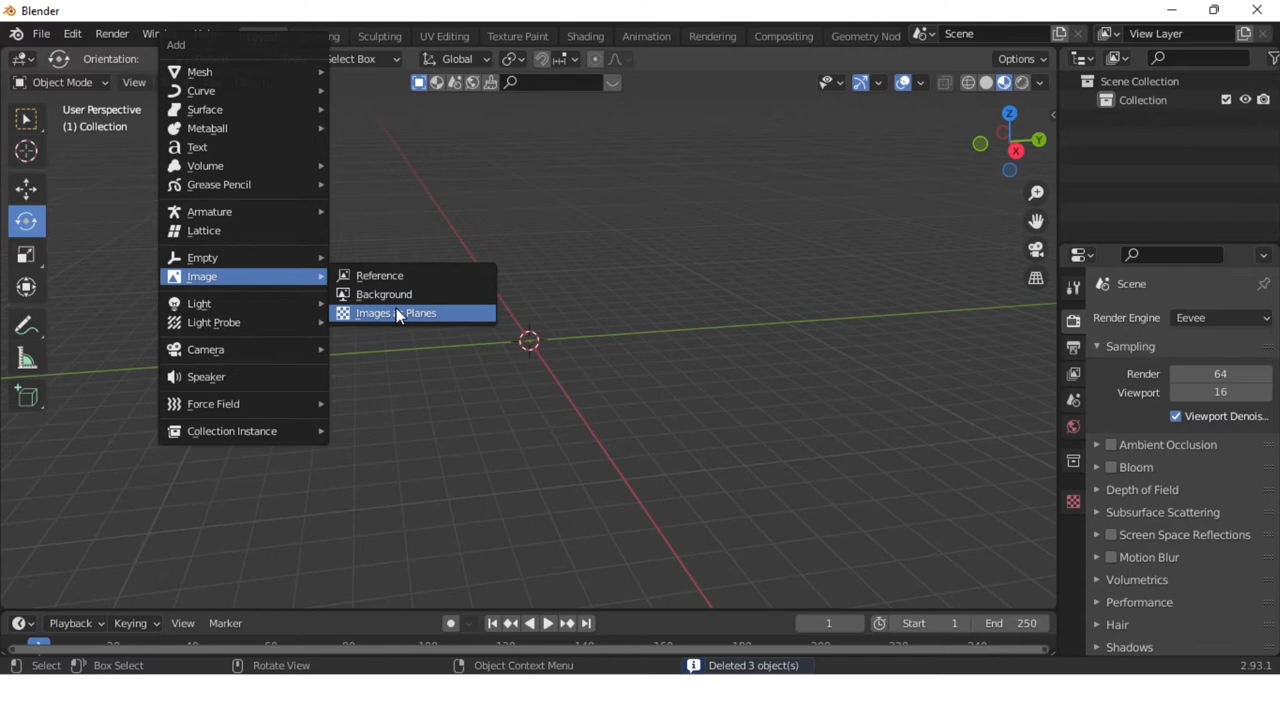 Blender
File Edit Render
Sculpting UV Editing Texture Paint Shading Animation Rendering Compositing Geometry Nod
Scene
View Layer
Orientation:
elect Box
Global
Options
Object Mode View
User Perspective
(1) Collection
Add
Mesh
Curve
Surface
Metaball
Text
Volume
Grease Pencil
Armature
Lattice
Empty
Image
Light
Light Probe
Camera
Speaker
Force Field
Collection Instance
Reference
Background
Images Planes
Z
Y
X
Scene Collection
Collection
Scene
Render Engine Eevee
Sampling
Render 64
Viewport 16
Viewport Denois...
Ambient Occlusion
Bloom
Depth of Field
Subsurface Scattering
Screen Space Reflections
Motion Blur
Volumetrics
Performance
Hair
Shadows
Playback Keying View Marker
1
Start 1 End 250
Select Box Select Rotate View Object Context Menu Deleted 3 object(s) 2.93.1